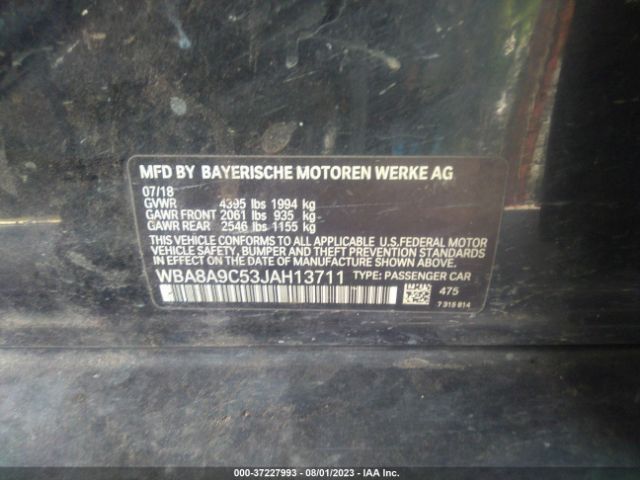 MFD BY BAYERISCHE MOTOREN WERKE AG
07/18
GVWR 4395 lbs 1994 kg
GAWR FRONT 2061 lbs 935 kg
GAWR REAR 2546 lbs 1155 kg
THIS VEHICLE CONFORMS TO ALL APPLICABLE U.S.FEDERAL MOTOR
VEHICLE SAFETY, BUMPER AND THEFT PREVENTION STANDARDS
IN EFFECT ON THE DATE OF MANUFACTURE SHOWN ABOVE.
WBA8A9C53JAH13711 TYPE: PASSENGER CAR
475
7 315 814
000-37227993 - 08/01/2023 - IAA Inc.